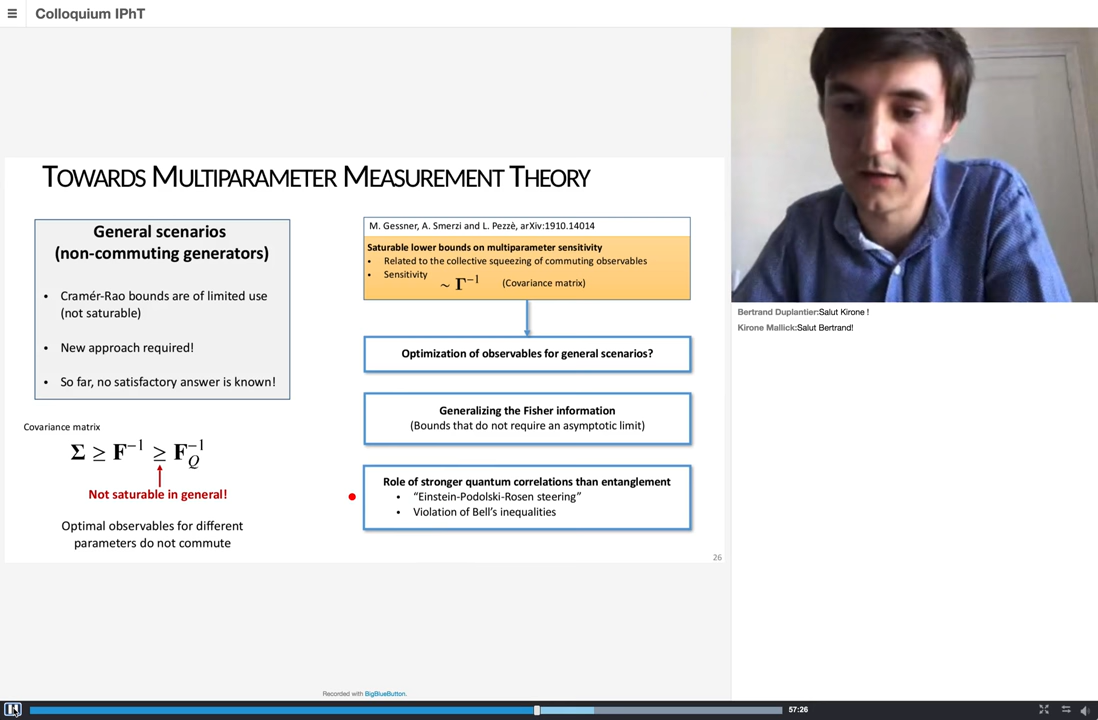 Colloquium IPhT
TOWARDS MULTIPARAMETER MEASUREMENT THEORY
General scenarios
(non-commuting generators)
• Cramér-Rao bounds are of limited use
(not saturable)
• New approach required!
• So far, no satisfactory answer is known!
Covariance matrix
Σ ≥ F⁻¹ ≥ F_Q⁻¹
Not saturable in general!
Optimal observables for different
parameters do not commute
M. Gessner, A. Smerzi and L. Pezzè, arXiv:1910.14014
Saturable lower bounds on multiparameter sensitivity
• Related to the collective squeezing of commuting observables
• Sensitivity ~ Γ⁻¹ (Covariance matrix)
Optimization of observables for general scenarios?
Generalizing the Fisher information
(Bounds that do not require an asymptotic limit)
Role of stronger quantum correlations than entanglement
• “Einstein-Podolski-Rosen steering”
• Violation of Bell’s inequalities
26
Bertrand Duplantier:Salut Kirone !
Kirone Mallick:Salut Bertrand!
Recorded with BigBlueButton.
57:26